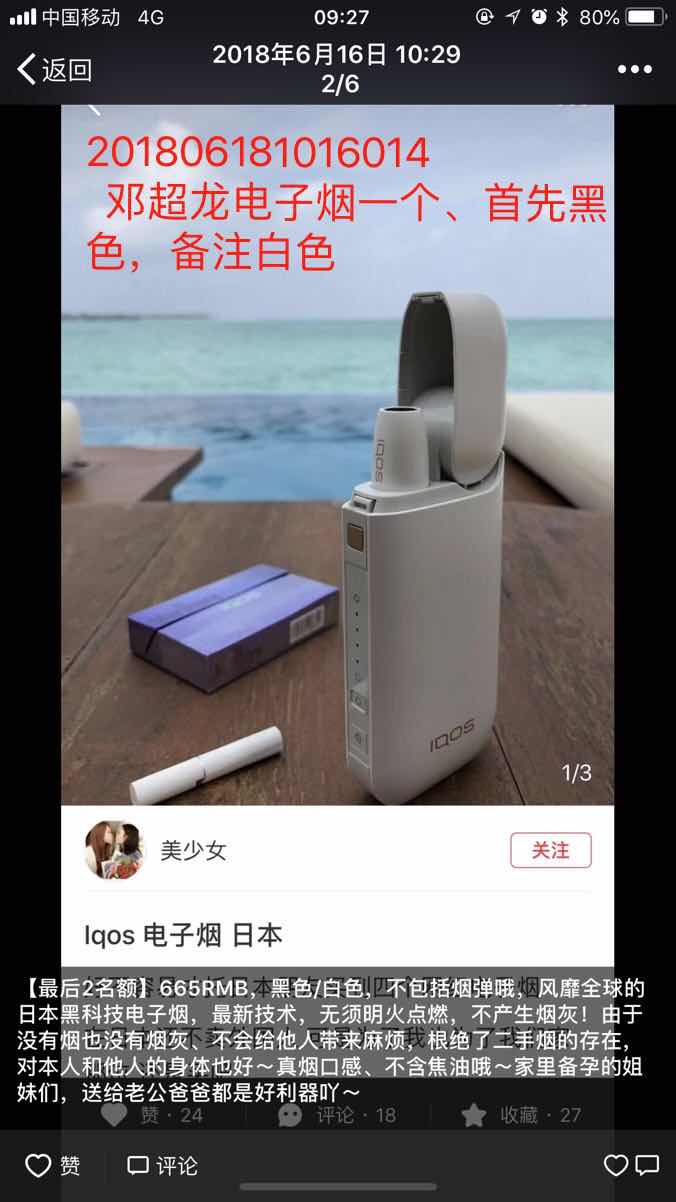 中国移动 4G 09:27 80%
返回
2018年6月16日 10:29
2/6
201806181016014
邓超龙电子烟一个、首先黑
色，备注白色
IQOS
IQOS
IQOS
1/3
美少女
关注
Iqos 电子烟 日本
【最后2名额】665RMB，黑色/白色，不包括烟弹哦，风靡全球的
日本黑科技电子烟，最新技术，无须明火点燃，不产生烟灰！由于
没有烟也没有烟灰、不会给他人带来麻烦，根绝了二手烟的存在，
对本人和他人的身体也好～真烟口感、不含焦油哦～家里备孕的姐
妹们，送给老公爸爸都是好利器吖～
赞 · 24
评论 · 18
收藏 · 27
赞
评论